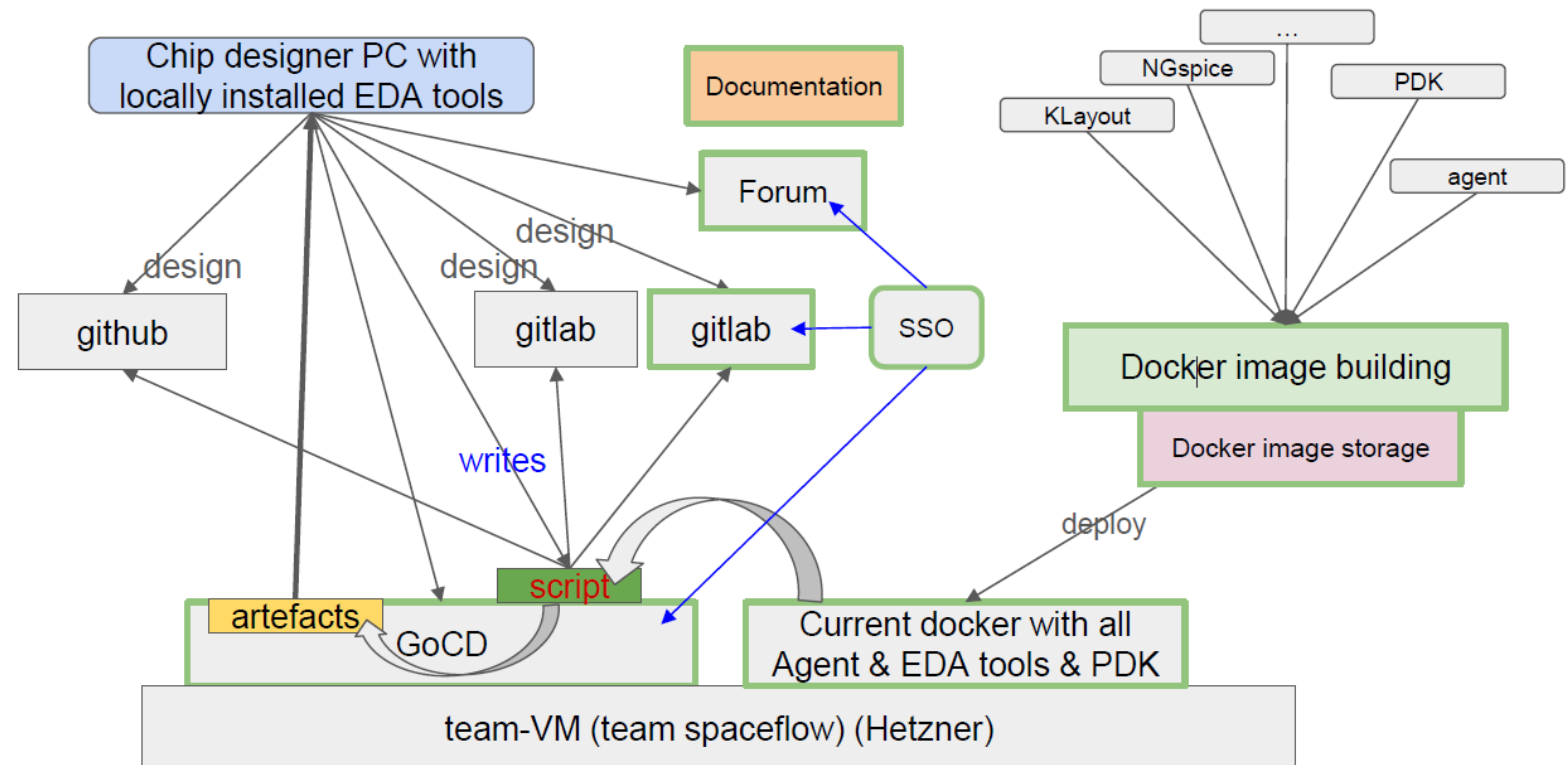 ...
Chip designer PC with
locally installed EDA tools
NGspice
PDK
Documentation
KLayout
agent
Forum
design
design
design
github
gitlab
gitlab
SSO
Docker image building
Docker image storage
writes
deploy
script
artefacts
GoCD
Current docker with all
Agent & EDA tools & PDK
team-VM (team spaceflow) (Hetzner)